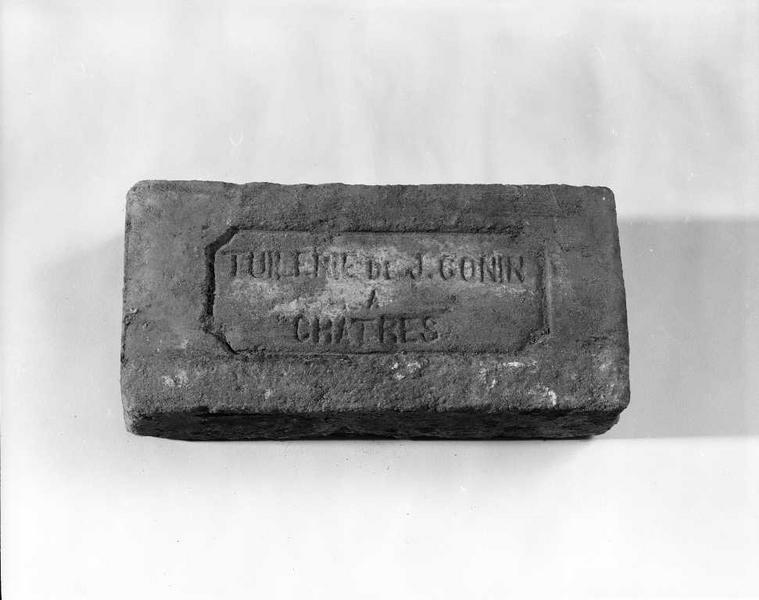 TUILERIE DE J. GONIN
A
CHATRES